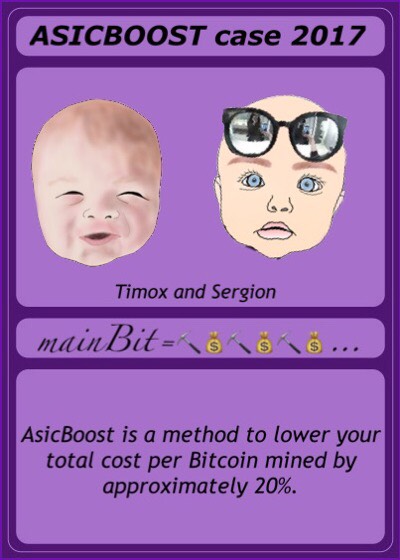 ASICBOOST case 2017
Timox and Sergion
mainBit=⛏💰⛏💰⛏💰...
AsicBoost is a method to lower your
total cost per Bitcoin mined by
approximately 20%.